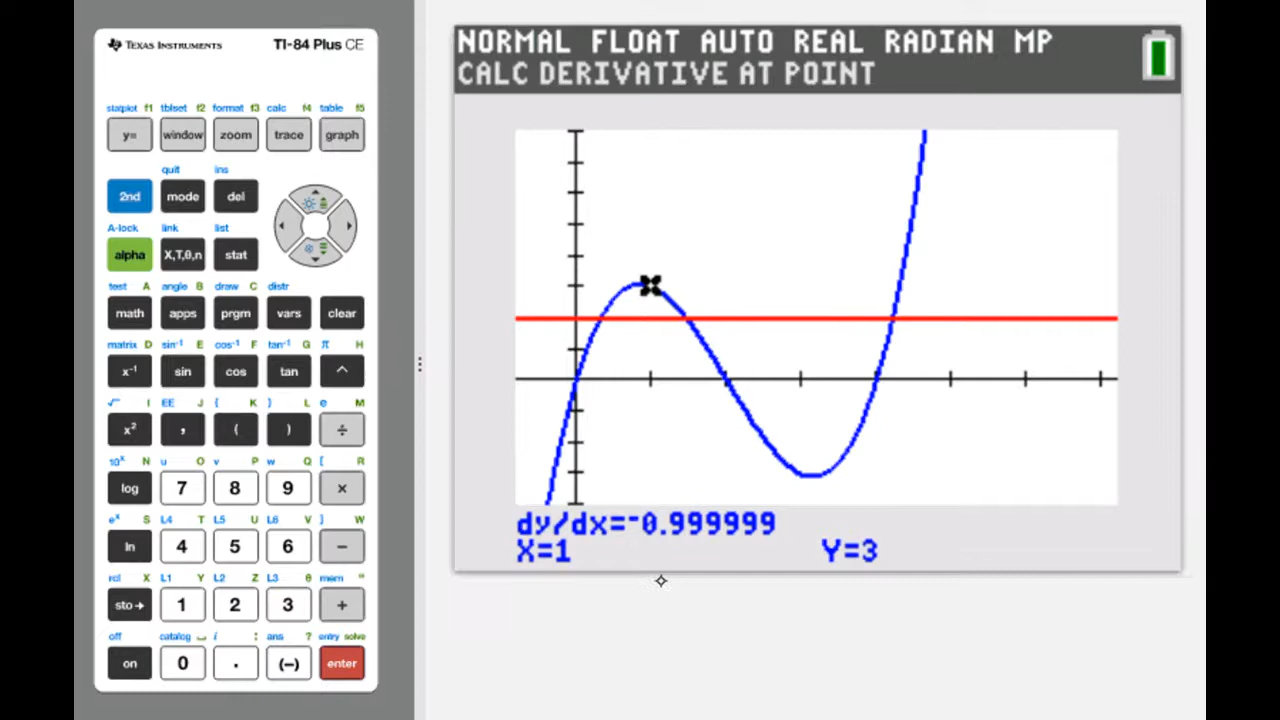 TEXAS INSTRUMENTS TI-84 Plus CE
statplot f1 tblset f2 format f3 calc f4 table f5
y= window zoom trace graph
quit ins
2nd mode del
A-lock link list
alpha X,T,θ,n stat
test A angle B draw C distr
math apps prgm vars clear
matrix D sin⁻¹ E cos⁻¹ F tan⁻¹ G π H
x⁻¹ sin cos tan ^
√ I EE J { K } L e M
x² , ( ) ÷
10ˣ N u O v P w Q [ R
log 7 8 9 ×
eˣ S L4 T L5 U L6 V ] W
ln 4 5 6 −
rcl X L1 Y L2 Z L3 θ mem "
sto→ 1 2 3 +
off catalog ⎵ i : ans ? entry solve
on 0 . (−) enter
NORMAL FLOAT AUTO REAL RADIAN MP
CALC DERIVATIVE AT POINT
dy/dx=-0.999999
X=1 Y=3